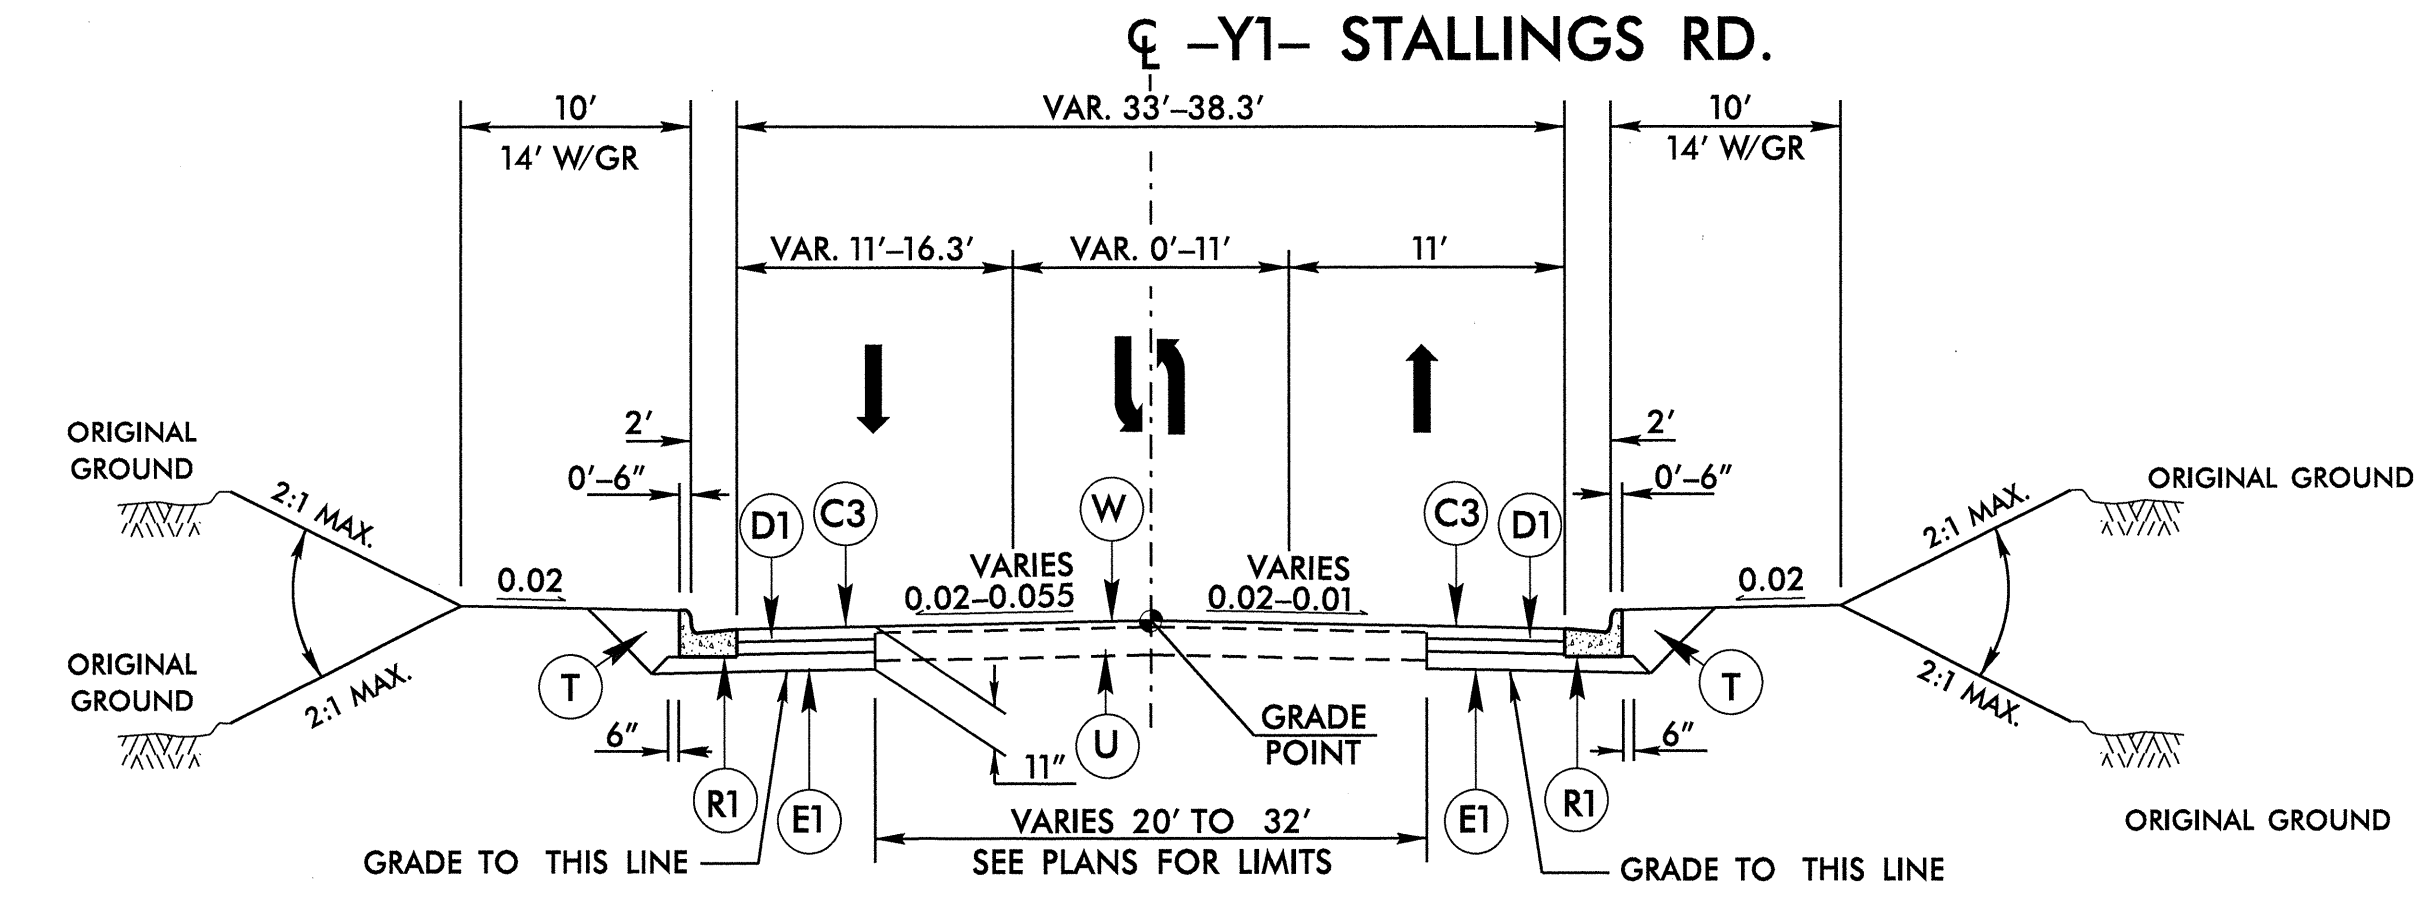 ℄ –Y1– STALLINGS RD.
10'
VAR. 33'–38.3'
10'
14' W/GR
14' W/GR
VAR. 11'–16.3'
VAR. 0'–11'
11'
2'
2'
ORIGINAL
GROUND
0'–6"
0'–6"
ORIGINAL GROUND
2:1 MAX.
2:1 MAX.
D1
C3
W
C3
D1
VARIES
0.02–0.055
VARIES
0.02–0.01
0.02
0.02
ORIGINAL
GROUND
2:1 MAX.
2:1 MAX.
T
T
6"
6"
R1
E1
11"
U
GRADE
POINT
E1
R1
VARIES 20' TO 32'
SEE PLANS FOR LIMITS
ORIGINAL GROUND
GRADE TO THIS LINE
GRADE TO THIS LINE